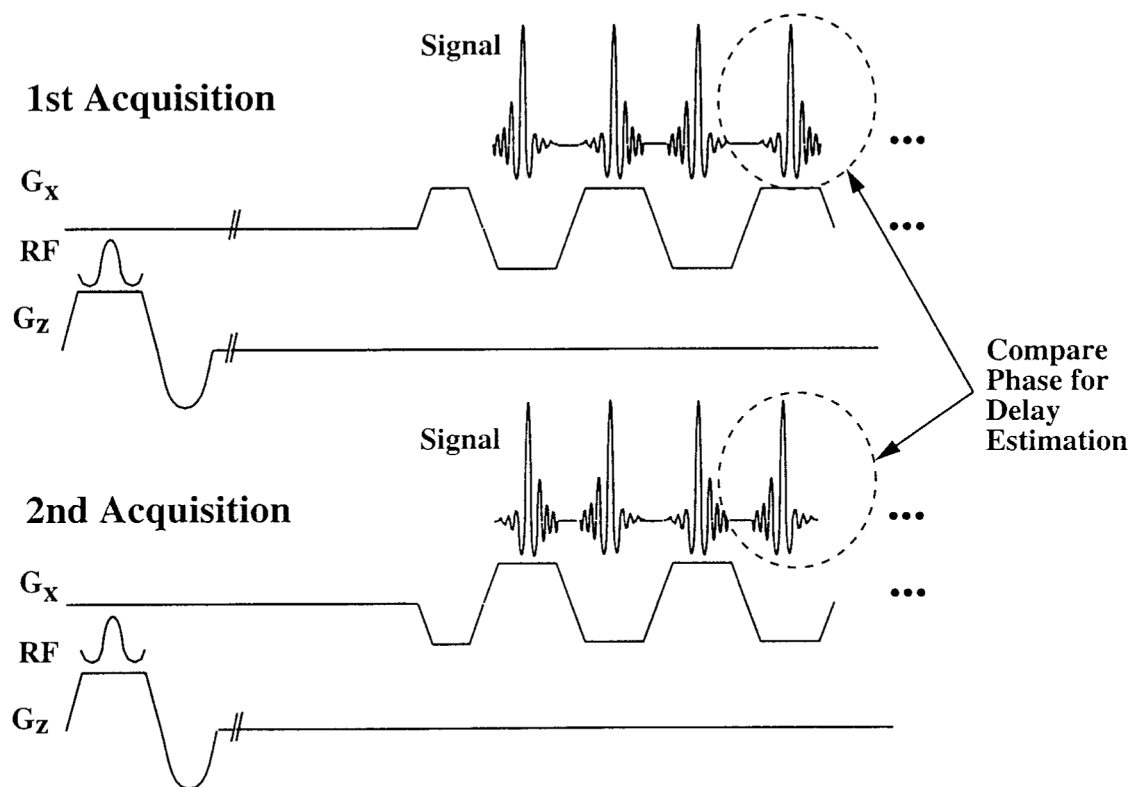 Signal
1st Acquisition
...
Gx
...
RF
Gz
Compare
Phase for
Delay
Estimation
Signal
2nd Acquisition
...
Gx
...
RF
Gz